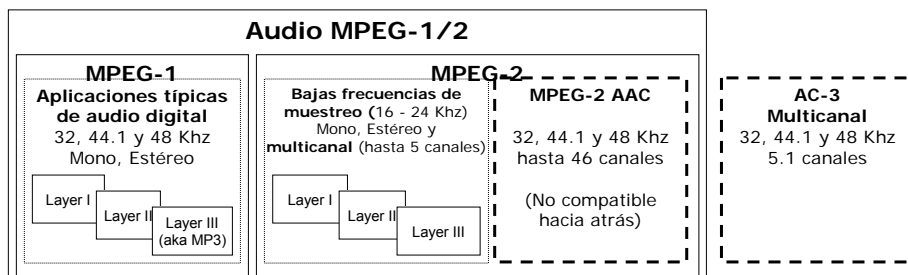 Audio MPEG-1/2
MPEG-1
Aplicaciones típicas
de audio digital
32, 44.1 y 48 Khz
Mono, Estéreo
Layer I
Layer II
Layer III
(aka MP3)
MPEG-2
Bajas frecuencias de
muestreo (16 - 24 Khz)
Mono, Estéreo y
multicanal (hasta 5 canales)
Layer I
Layer II
Layer III
MPEG-2 AAC
32, 44.1 y 48 Khz
hasta 46 canales
(No compatible
hacia atrás)
AC-3
Multicanal
32, 44.1 y 48 Khz
5.1 canales